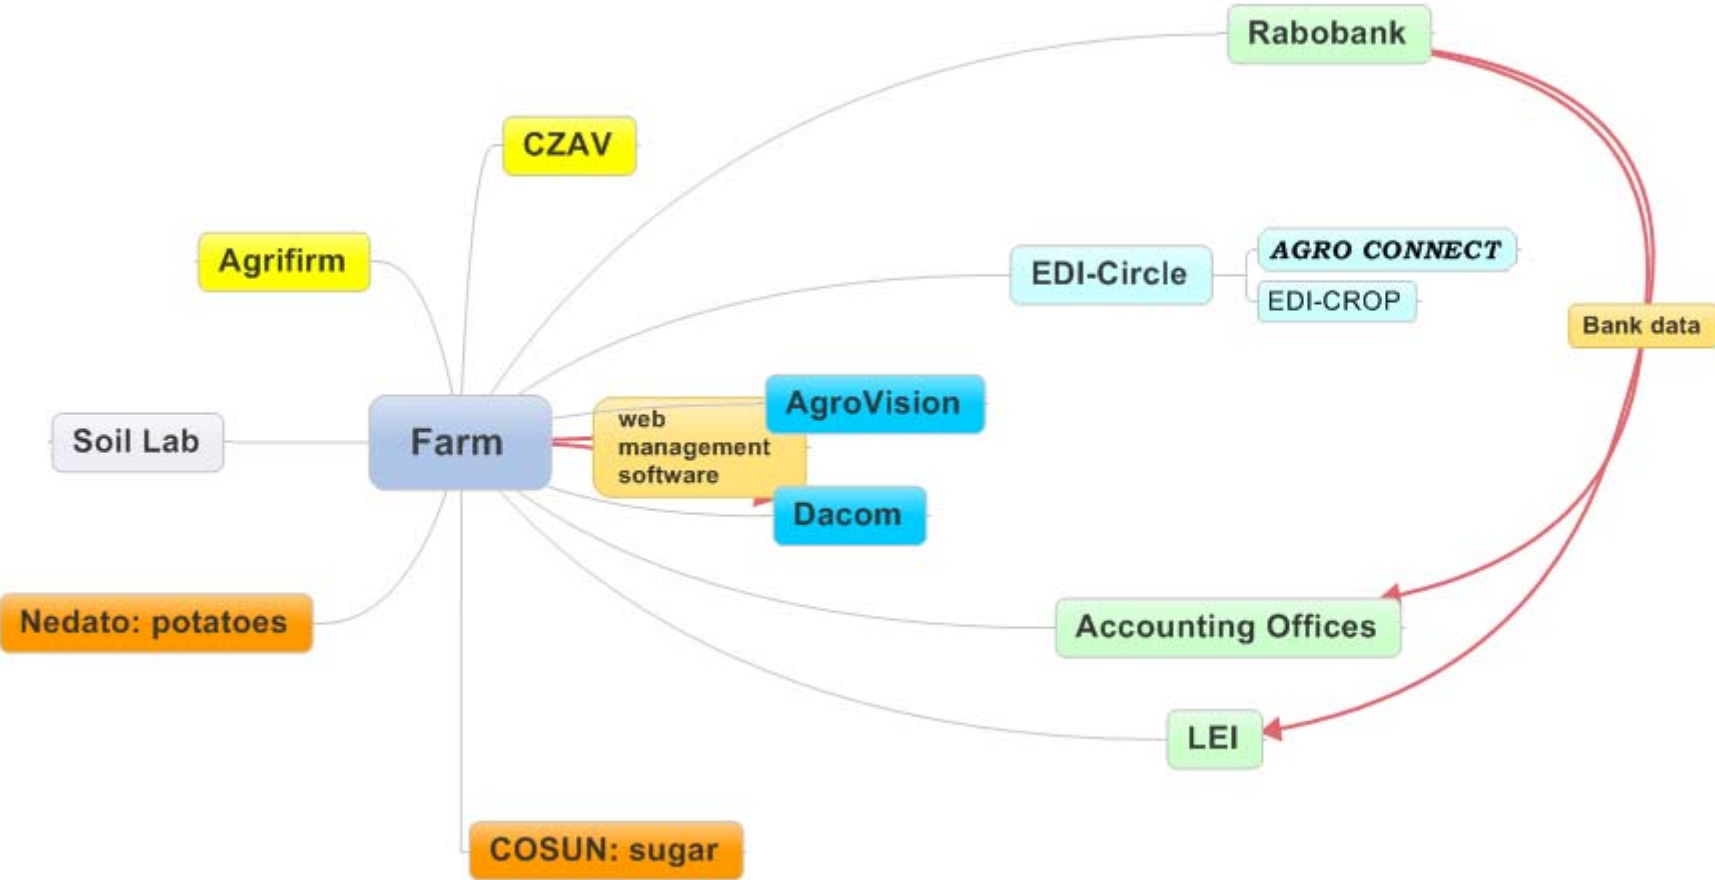 Rabobank
CZAV
Agrifirm
EDI-Circle
AGRO CONNECT
EDI-CROP
Bank data
AgroVision
web
management
software
Farm
Soil Lab
Dacom
Nedato: potatoes
Accounting Offices
LEI
COSUN: sugar